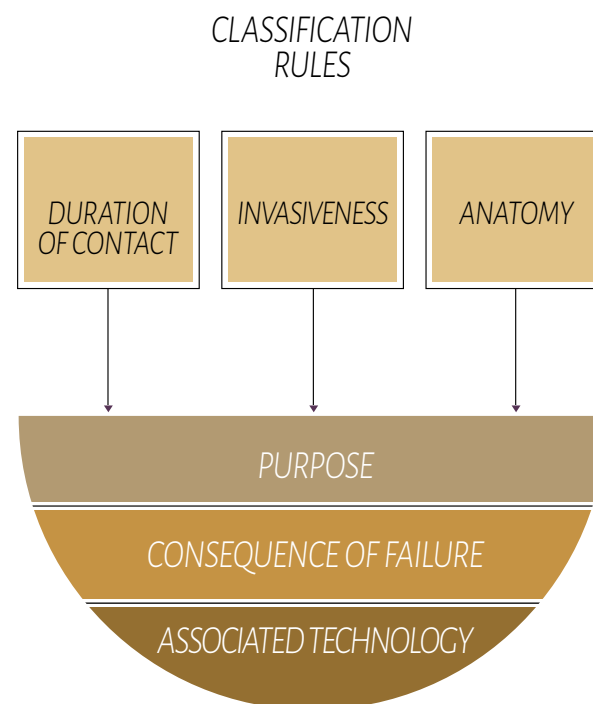 CLASSIFICATION
RULES
DURATION
OF CONTACT
INVASIVENESS
ANATOMY
PURPOSE
CONSEQUENCE OF FAILURE
ASSOCIATED TECHNOLOGY